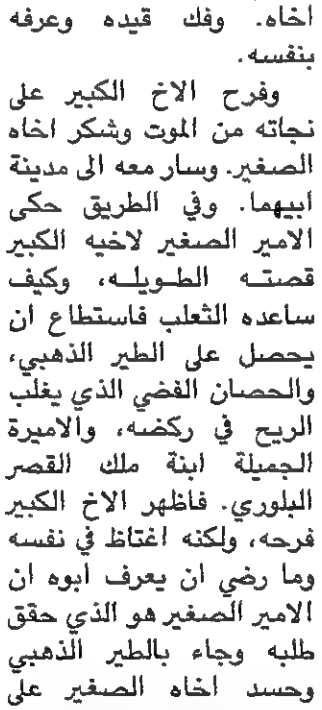 اخاه. وفك قيده وعرفه
بنفسه.
وفرح الاخ الكبير على
نجاته من الموت وشكر اخاه
الصغير. وسار معه الى مدينة
أبيهما. وفي الطريق حكى
الامير الصغير لاخيه الكبير
قصتـه الطـويلـه، وكيف
ساعده الثعلب فاستطاع ان
يحصل على الطير الذهبي،
والحصان الفضي الذي يغلب
الريح في ركضه، والاميرة
الجميلة ابنة ملك القصر
البلوري. فاظهر الاخ الكبير
فرحه، ولكنه اغتاظ في نفسه
وما رضي ان يعرف ابوه ان
الامير الصغير هو الذي حقق
طلبه وجاء بالطير الذهبي
وحسد اخاه الصغير على